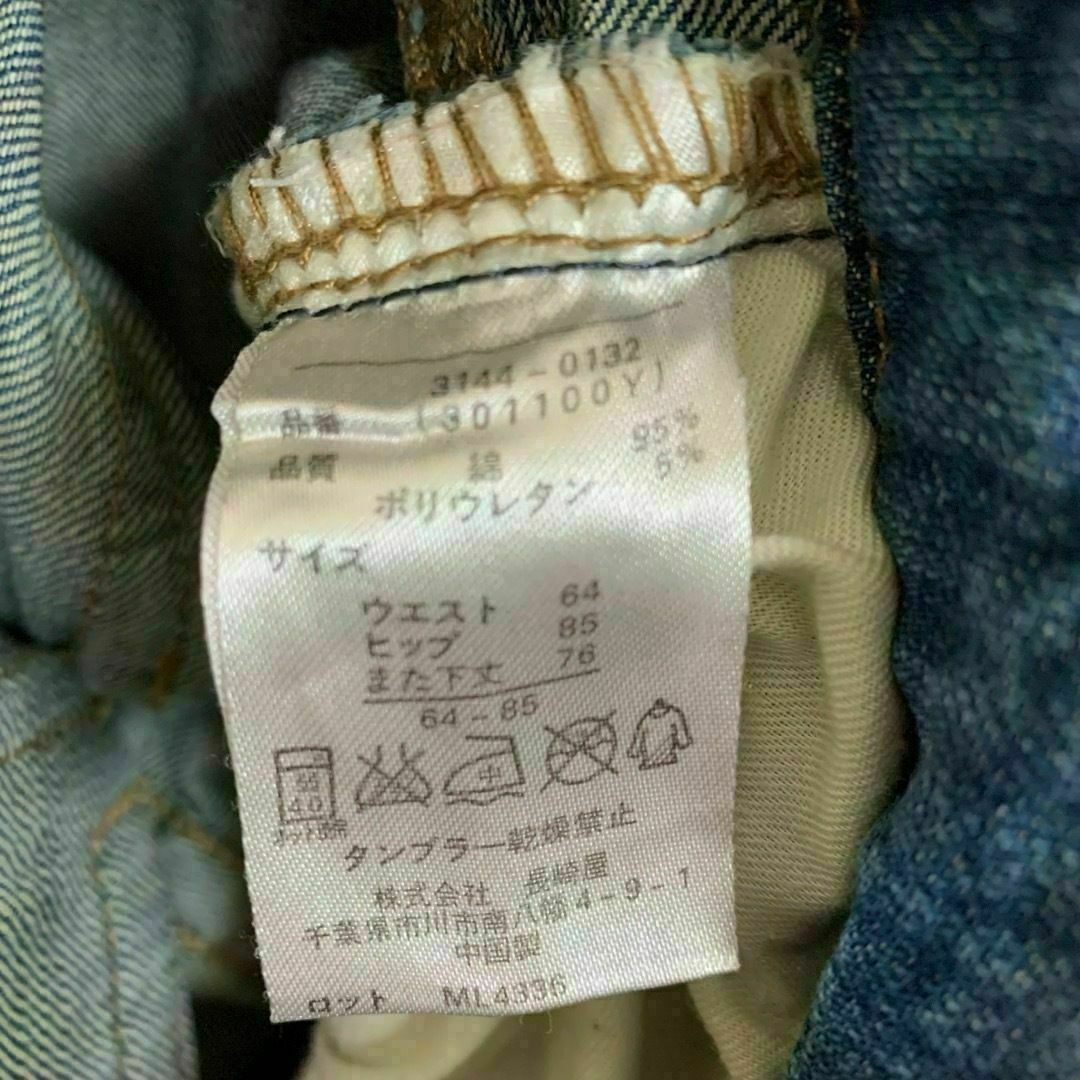 3144-0132
品番 (301100Y)
品質 綿 95%
ポリウレタン 5%
サイズ
ウエスト 64
ヒップ 85
また下丈 76
64-85
中
タンブラー乾燥禁止
株式会社 長崎屋
千葉県市川市南八幡4-9-1
中国製
ロット ML4336